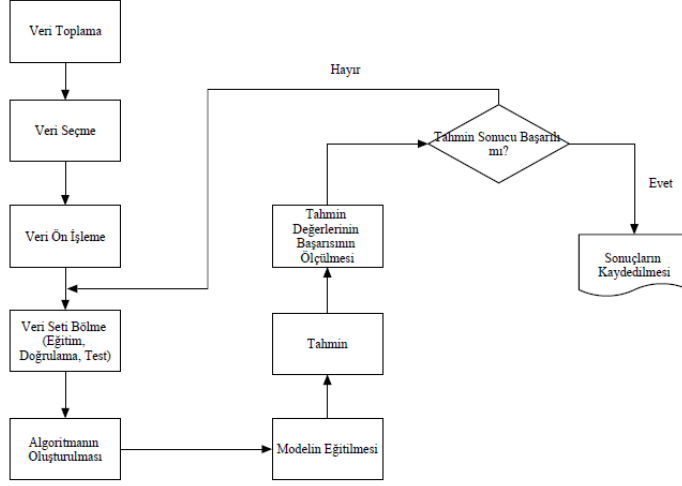 Veri Toplama
Veri Seçme
Veri Ön İşleme
Veri Seti Bölme
(Eğitim,
Doğrulama, Test)
Algoritmanın
Oluşturulması
Modelin Eğitilmesi
Tahmin
Tahmin
Değerlerinin
Başarısının
Ölçülmesi
Tahmin Sonucu Başarılı
mı?
Hayır
Evet
Sonuçların
Kaydedilmesi